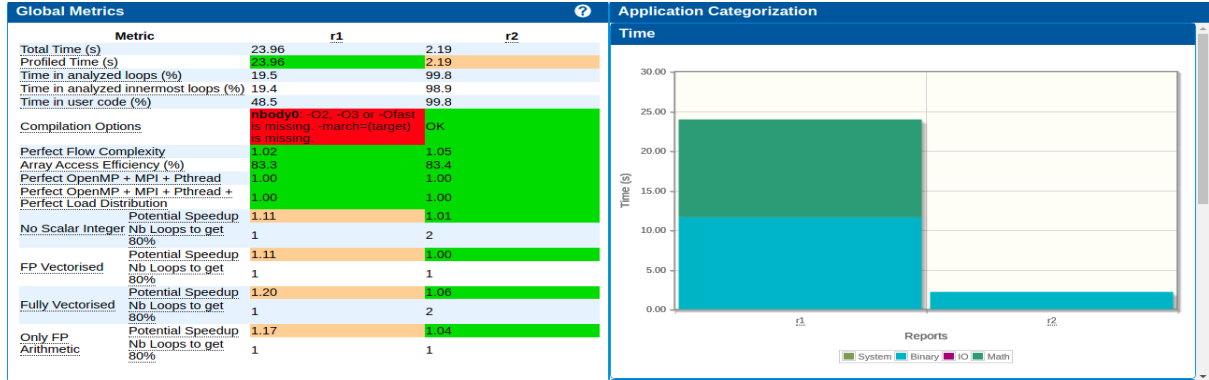 Global Metrics
?
Metric r1 r2
Total Time (s) 23.96 2.19
Profiled Time (s) 23.96 2.19
Time in analyzed loops (%) 19.5 99.8
Time in analyzed innermost loops (%) 19.4 98.9
Time in user code (%) 48.5 99.8
Compilation Options
nbody0: -O2, -O3 or -Ofast
is missing. -march=(target)
is missing.
OK
Perfect Flow Complexity 1.02 1.05
Array Access Efficiency (%) 83.3 83.4
Perfect OpenMP + MPI + Pthread 1.00 1.00
Perfect OpenMP + MPI + Pthread +
Perfect Load Distribution
1.00 1.00
No Scalar Integer
Potential Speedup 1.11 1.01
Nb Loops to get
80%
1 2
FP Vectorised
Potential Speedup 1.11 1.00
Nb Loops to get
80%
1 1
Fully Vectorised
Potential Speedup 1.20 1.06
Nb Loops to get
80%
1 2
Only FP
Arithmetic
Potential Speedup 1.17 1.04
Nb Loops to get
80%
1 1
Application Categorization
Time
30.00
25.00
20.00
15.00
10.00
5.00
0.00
Time (s)
r1 r2
Reports
System Binary IO Math